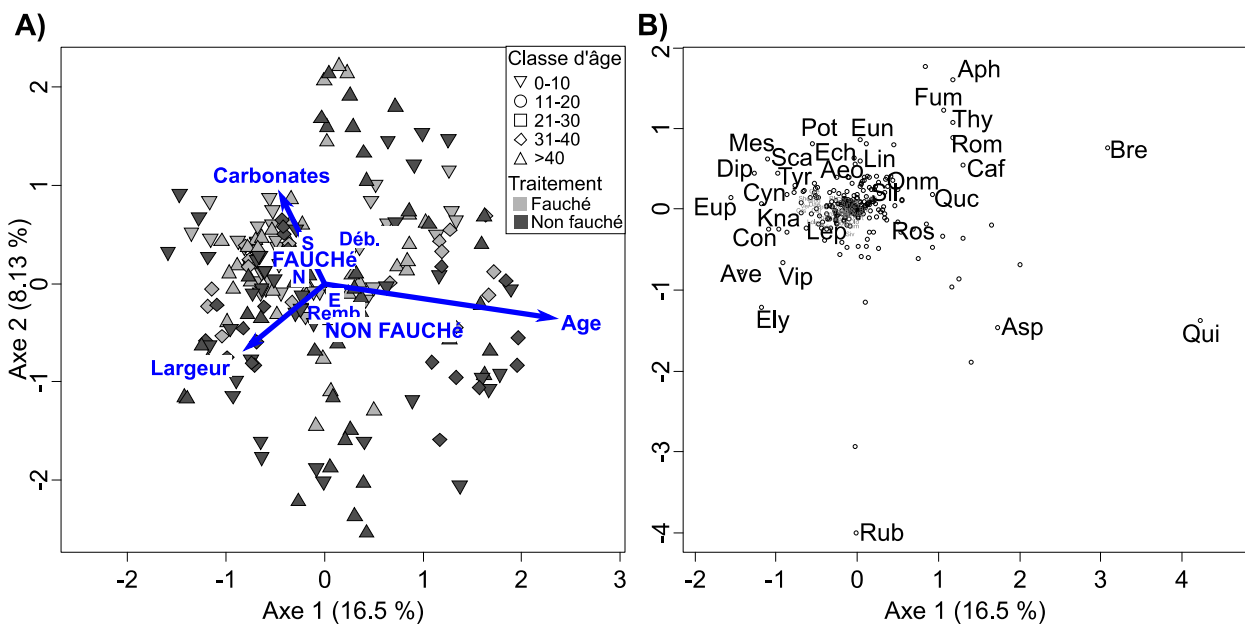 A)
Axe 2 (8.13 %)
2
1
0
-1
-2
-2
-1
0
1
2
3
Axe 1 (16.5 %)
Classe d'âge
0-10
11-20
21-30
31-40
>40
Traitement
Fauché
Non fauché
Carbonates
S
Déb.
FAUCHé
N
E
Remb.
NON FAUCHé
Age
Largeur
B)
2
1
0
-1
-2
-3
-4
-2
-1
0
1
2
3
4
Axe 1 (16.5 %)
Aph
Fum
Thy
Pot
Eun
Rom
Bre
Mes
Sca
Ech
Lin
Caf
Dip
Tyr
Aeo
Onm
Cyn
Sil
Quc
Eup
Kna
Lep
Ros
Con
Ave
Vip
Ely
Asp
Qui
Rub